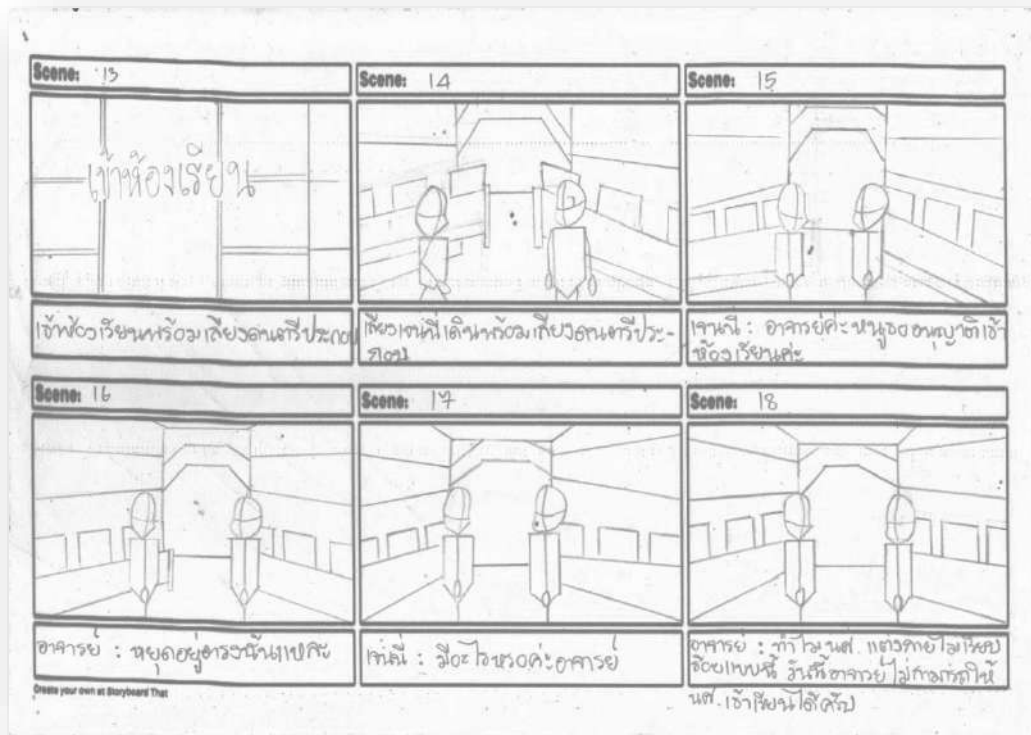 Scene: 13
เข้าห้องเรียน
เข้าห้องเรียนพร้อมเสียงดนตรีประกอบ
Scene: 14
เสียงเจนนี่เดินพร้อมเสียงดนตรีประ-
กอบ
Scene: 15
เจนนี่ : อาจารย์ค่ะหนูขออนุญาติเข้า
ห้องเรียนค่ะ
Scene: 16
อาจารย์ : หยุดอยู่ตรงนั้นแหละ
Scene: 17
เจนนี่ : มีอะไรหรอค่ะอาจารย์
Scene: 18
อาจารย์ : ทำไมนศ. แต่งกายไม่เรียบ
ร้อยแบบนี้ วันนี้อาจารย์ไม่สามารถให้
นศ. เข้าเรียนได้ครับ
Create your own at Storyboard That